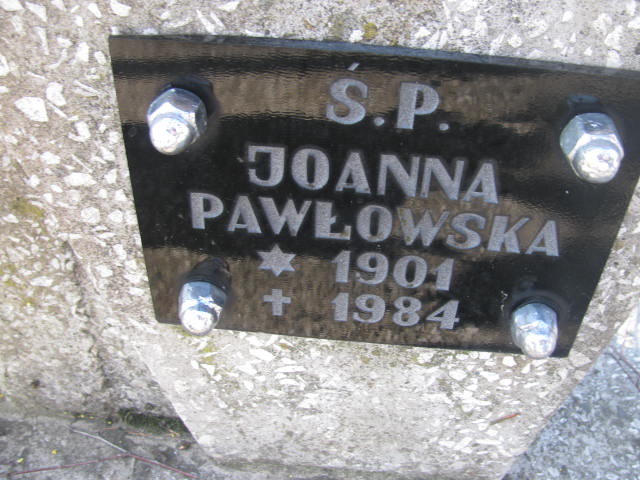 Ś.P.
JOANNA
PAWŁOWSKA
✶ 1901
✝ 1984